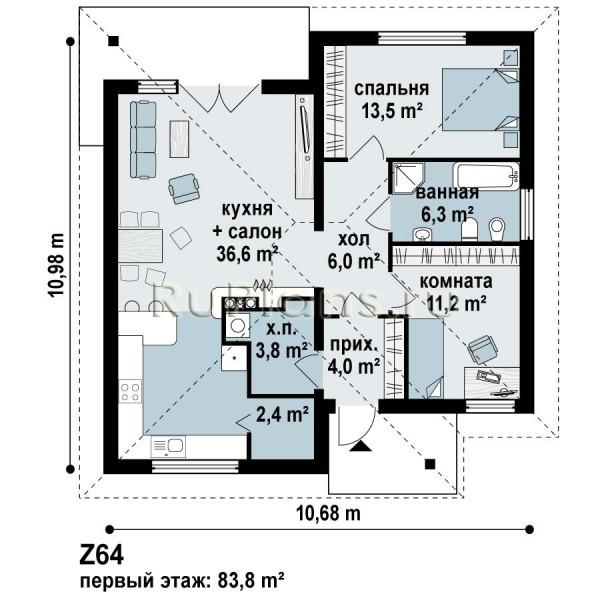 спальня
13,5 m²
ванная
6,3 m²
кухня
+ салон
36,6 m²
хол
6,0 m²
комната
11,2 m²
RuPlans.ru
х.п.
3,8 m²
прих.
4,0 m²
2,4 m²
10,98 m
10,68 m
Z64
первый этаж: 83,8 m²